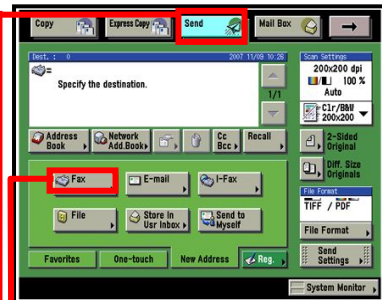 Copy Express Copy Send Mail Box
Dest. : 0 2007 11/09 10:26
Specify the destination.
1/1
Scan Settings
200x200 dpi
100 %
Auto
Clr/B&W
200x200
Address Book
Network Add.Book
Cc Bcc
Recall
2-Sided Original
Diff. Size Originals
Fax E-mail I-Fax
File Store In Usr Inbox Send to Myself
File Format
TIFF / PDF
File Format
Favorites One-touch New Address Reg.
Send Settings
System Monitor